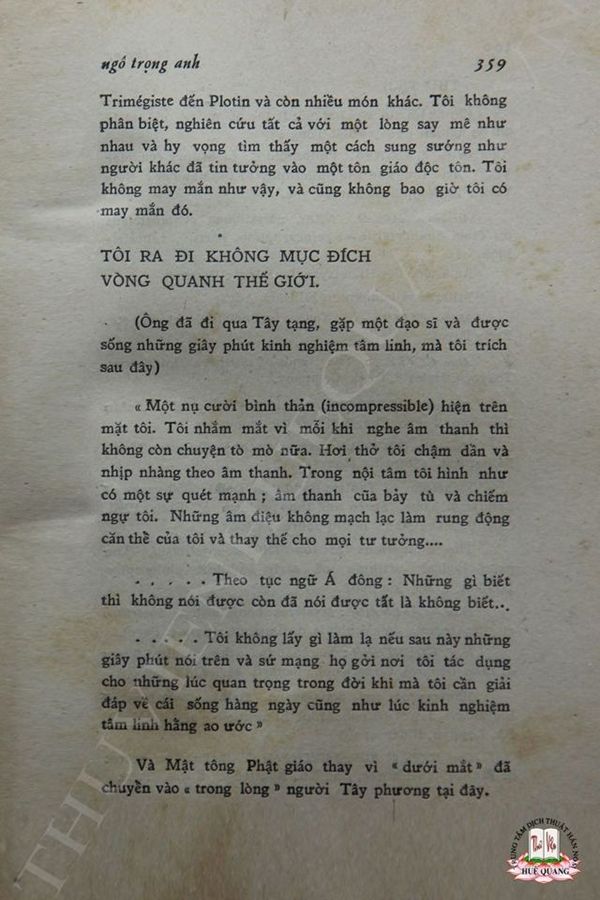 ngô trọng anh 359
Trimégiste đến Plotin và còn nhiều món khác. Tôi không
phân biệt, nghiên cứu tất cả với một lòng say mê như
nhau và hy vọng tìm thấy một cách sung sướng như
người khác đã tin tưởng vào một tôn giáo độc tôn. Tôi
không may mắn như vậy, và cũng không bao giờ tôi có
may mắn đó.
TÔI RA ĐI KHÔNG MỤC ĐÍCH
VÒNG QUANH THẾ GIỚI.
(Ông đã đi qua Tây tạng, gặp một đạo sĩ và được
sống những giây phút kinh nghiệm tâm linh, mà tôi trích
sau đây)
« Một nụ cười bình thản (incompressible) hiện trên
mặt tôi. Tôi nhắm mắt vì mỗi khi nghe âm thanh thì
không còn chuyện tò mò nữa. Hơi thở tôi chậm dần và
nhịp nhàng theo âm thanh. Trong nội tâm tôi hình như
có một sự quét mạnh ; âm thanh của bảy tù và chiếm
ngự tôi. Những âm điệu không mạch lạc làm rung động
căn thề của tôi và thay thế cho mọi tư tưởng....
. . . . . Theo tục ngữ Á đông : Những gì biết
thì không nói được còn đã nói được tất là không biết...
. . . . . Tôi không lấy gì làm lạ nếu sau này những
giây phút nói trên và sứ mạng họ gởi nơi tôi tác dụng
cho những lúc quan trọng trong đời khi mà tôi cần giải
đáp về cái sống hàng ngày cũng như lúc kinh nghiệm
tâm linh hằng ao ước »
Và Mật tông Phật giáo thay vì « dưới mắt » đã
chuyển vào « trong lòng » người Tây phương tại đây.
TRUNG TÂM DỊCH THUẬT HÁN NÔM
HUỆ QUANG